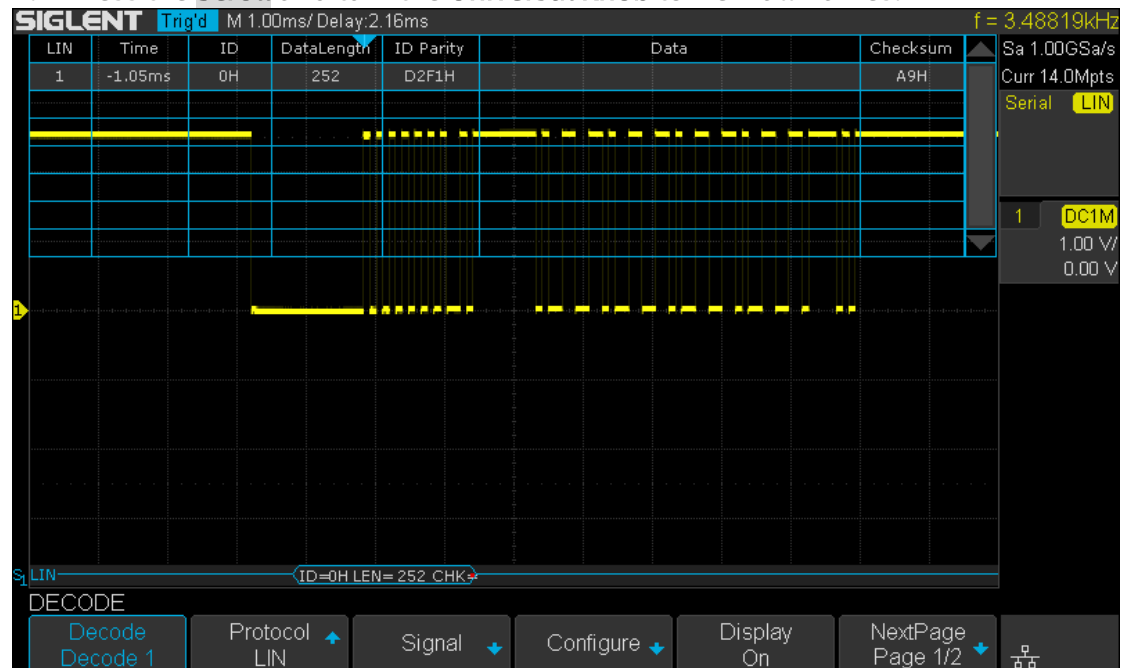 SIGLENT Trig'd M 1.00ms/ Delay:2.16ms f = 3.48819kHz
LIN Time ID DataLength ID Parity Data Checksum Sa 1.00GSa/s
1 -1.05ms 0H 252 D2F1H A9H Curr 14.0Mpts
Serial LIN
1 DC1M
1.00 V/
0.00 V
1
S1 LIN ID=0H LEN=252 CHK=
DECODE
Decode Protocol Signal Configure Display NextPage
Decode 1 LIN On Page 1/2